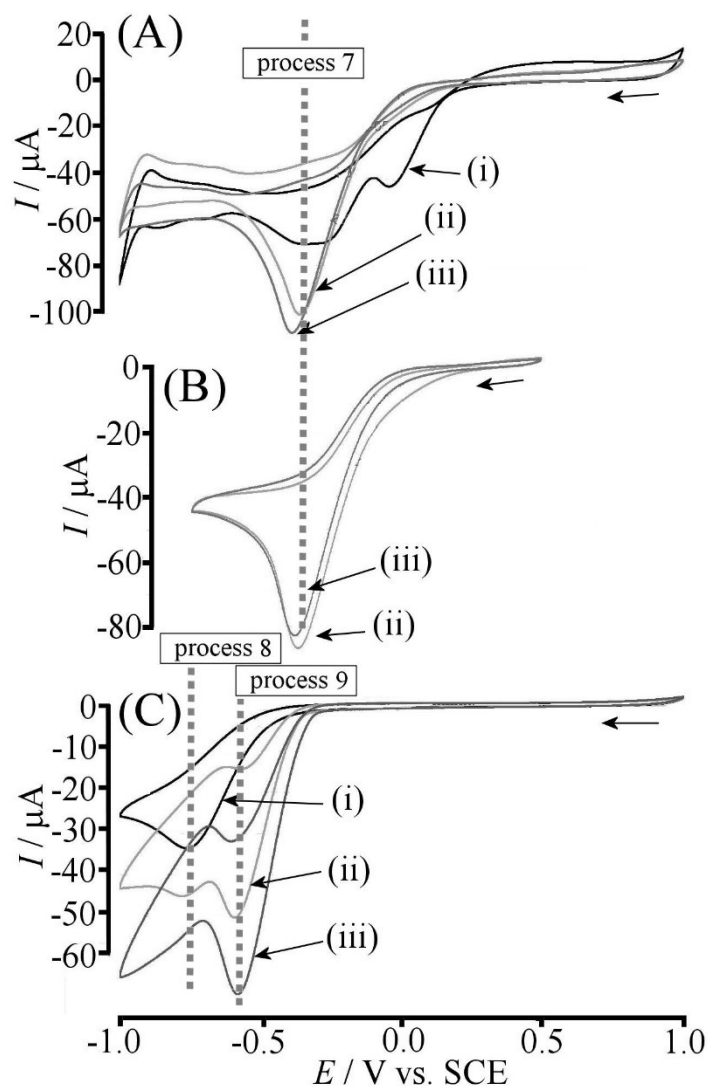 (A)
20
0
-20
-40
-60
-80
-100
I / µA
process 7
(i)
(ii)
(iii)
(B)
0
-20
-40
-60
-80
I / µA
(iii)
(ii)
process 8
process 9
(C)
0
-10
-20
-30
-40
-50
-60
I / µA
(i)
(ii)
(iii)
-1.0 -0.5 0.0 0.5 1.0
E / V vs. SCE